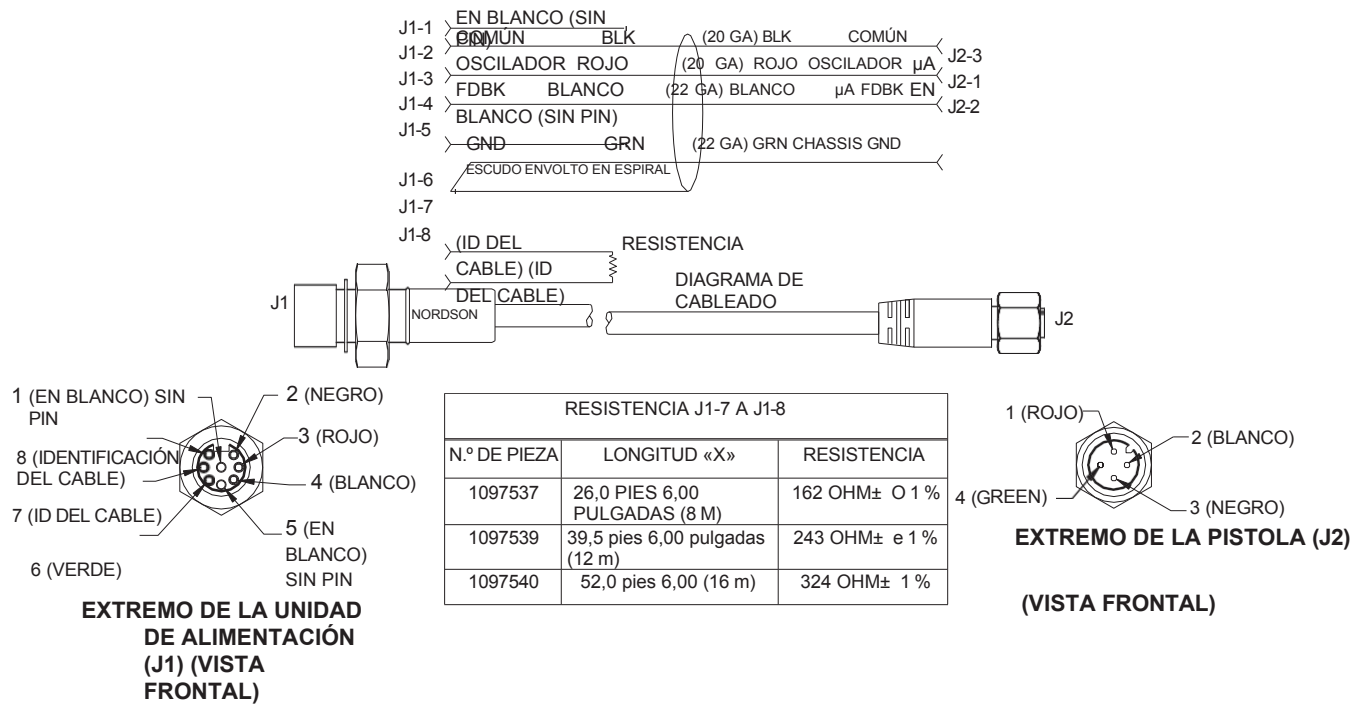 J1-1 EN BLANCO (SIN
PIN)
J1-2 COMÚN BLK (20 GA) BLK COMÚN J2-3
J1-3 OSCILADOR ROJO (20 GA) ROJO OSCILADOR µA J2-1
J1-4 FDBK BLANCO (22 GA) BLANCO µA FDBK EN J2-2
J1-5 BLANCO (SIN PIN)
GND GRN (22 GA) GRN CHASSIS GND
J1-6 ESCUDO ENVOLTO EN ESPIRAL
J1-7
J1-8 (ID DEL
CABLE) (ID
DEL CABLE)
RESISTENCIA
DIAGRAMA DE
CABLEADO
J1
NORDSON
J2
1 (EN BLANCO) SIN
PIN
2 (NEGRO)
3 (ROJO)
8 (IDENTIFICACIÓN
DEL CABLE)
4 (BLANCO)
7 (ID DEL CABLE)
5 (EN
BLANCO)
SIN PIN
6 (VERDE)
EXTREMO DE LA UNIDAD
DE ALIMENTACIÓN
(J1) (VISTA
FRONTAL)
RESISTENCIA J1-7 A J1-8
N.º DE PIEZA LONGITUD «X» RESISTENCIA
1097537 26,0 PIES 6,00 162 OHM± O 1 %
PULGADAS (8 M)
1097539 39,5 pies 6,00 pulgadas 243 OHM± e 1 %
(12 m)
1097540 52,0 pies 6,00 (16 m) 324 OHM± 1 %
1 (ROJO)
2 (BLANCO)
4 (GREEN)
3 (NEGRO)
EXTREMO DE LA PISTOLA (J2)
(VISTA FRONTAL)